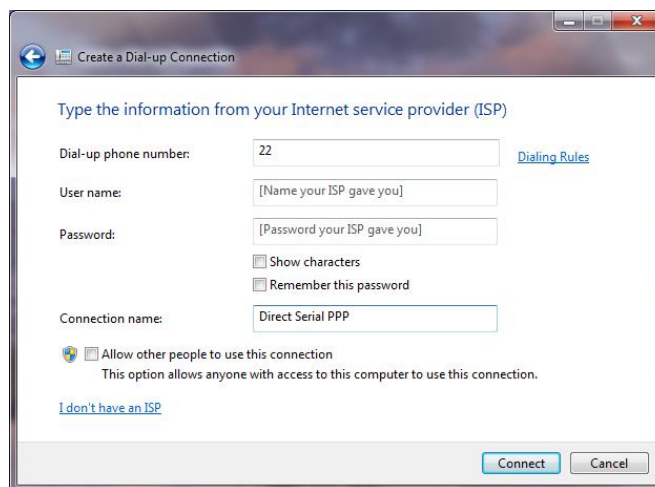 Create a Dial-up Connection
Type the information from your Internet service provider (ISP)
Dial-up phone number: 22 Dialing Rules
User name: [Name your ISP gave you]
Password: [Password your ISP gave you]
Show characters
Remember this password
Connection name: Direct Serial PPP
Allow other people to use this connection
This option allows anyone with access to this computer to use this connection.
I don't have an ISP
Connect Cancel